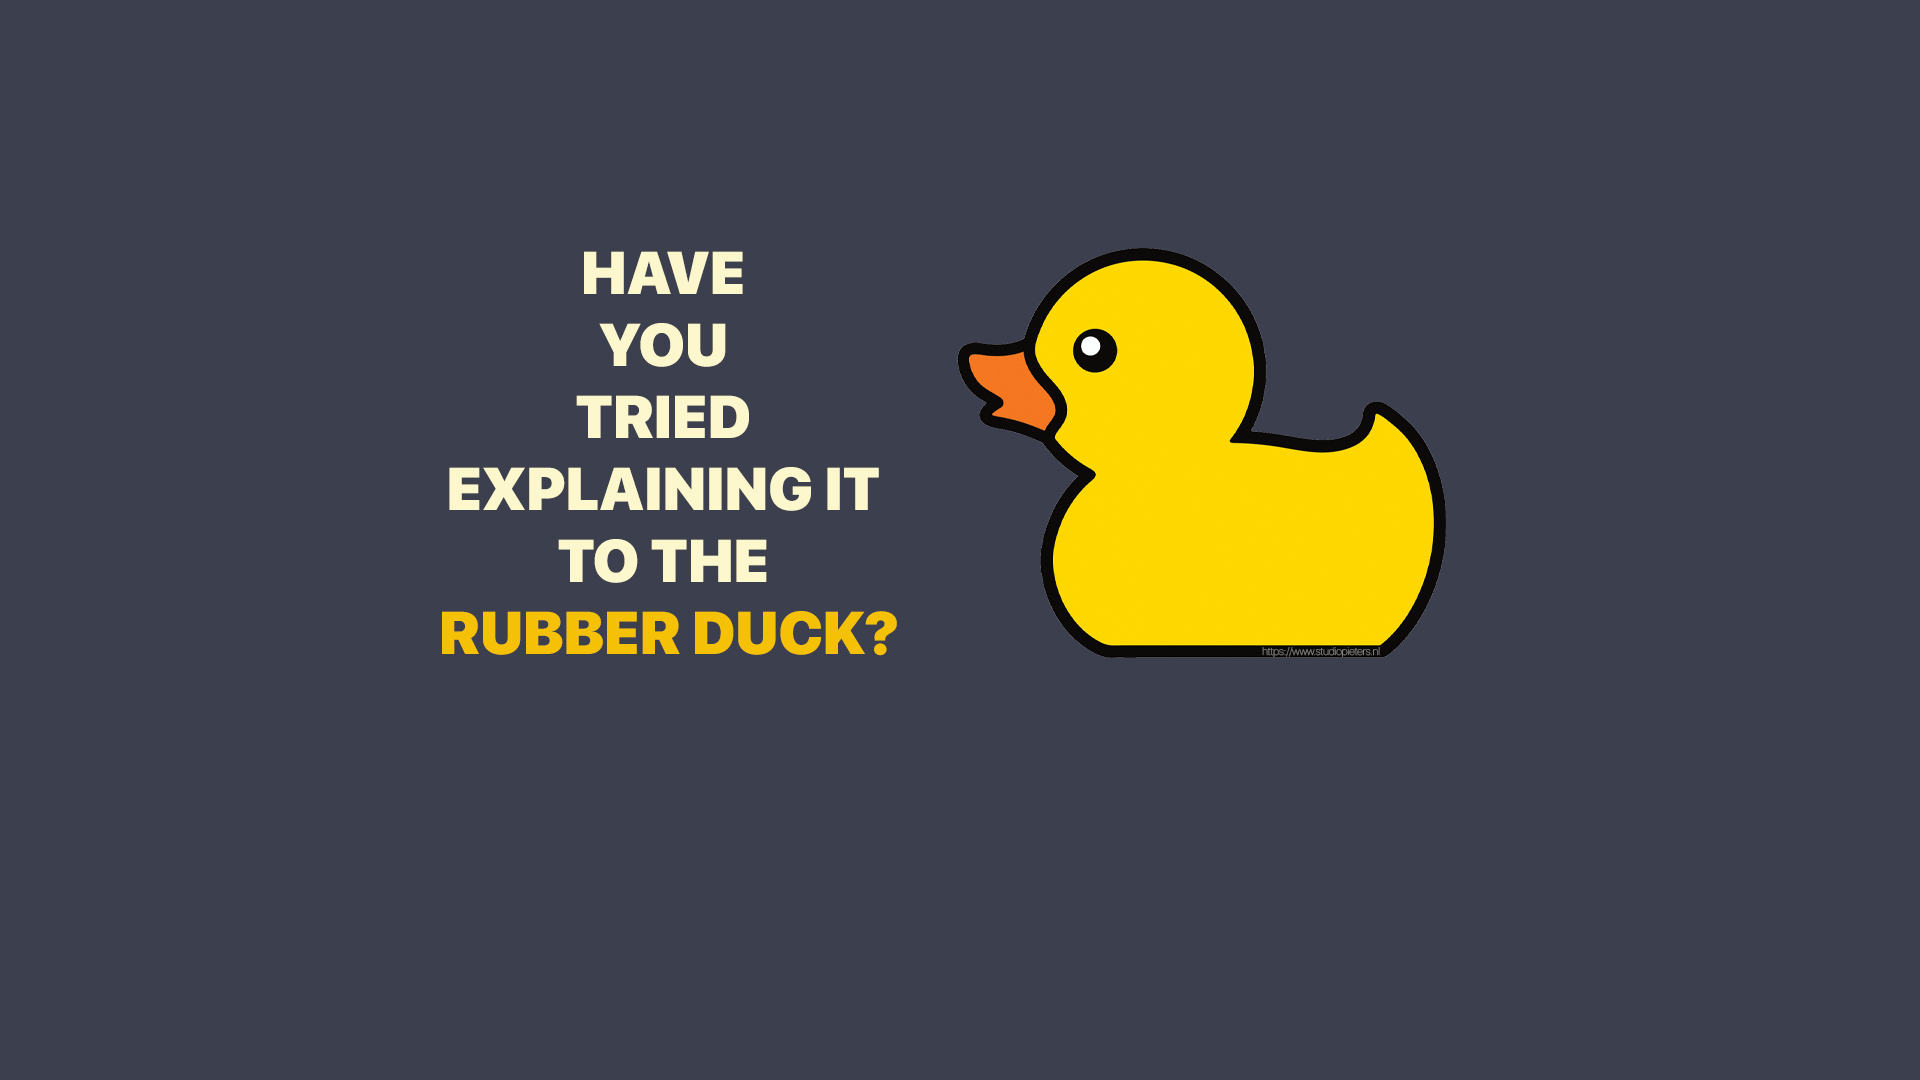 HAVE
YOU
TRIED
EXPLAINING IT
TO THE
RUBBER DUCK?
https://www.studiopieters.nl